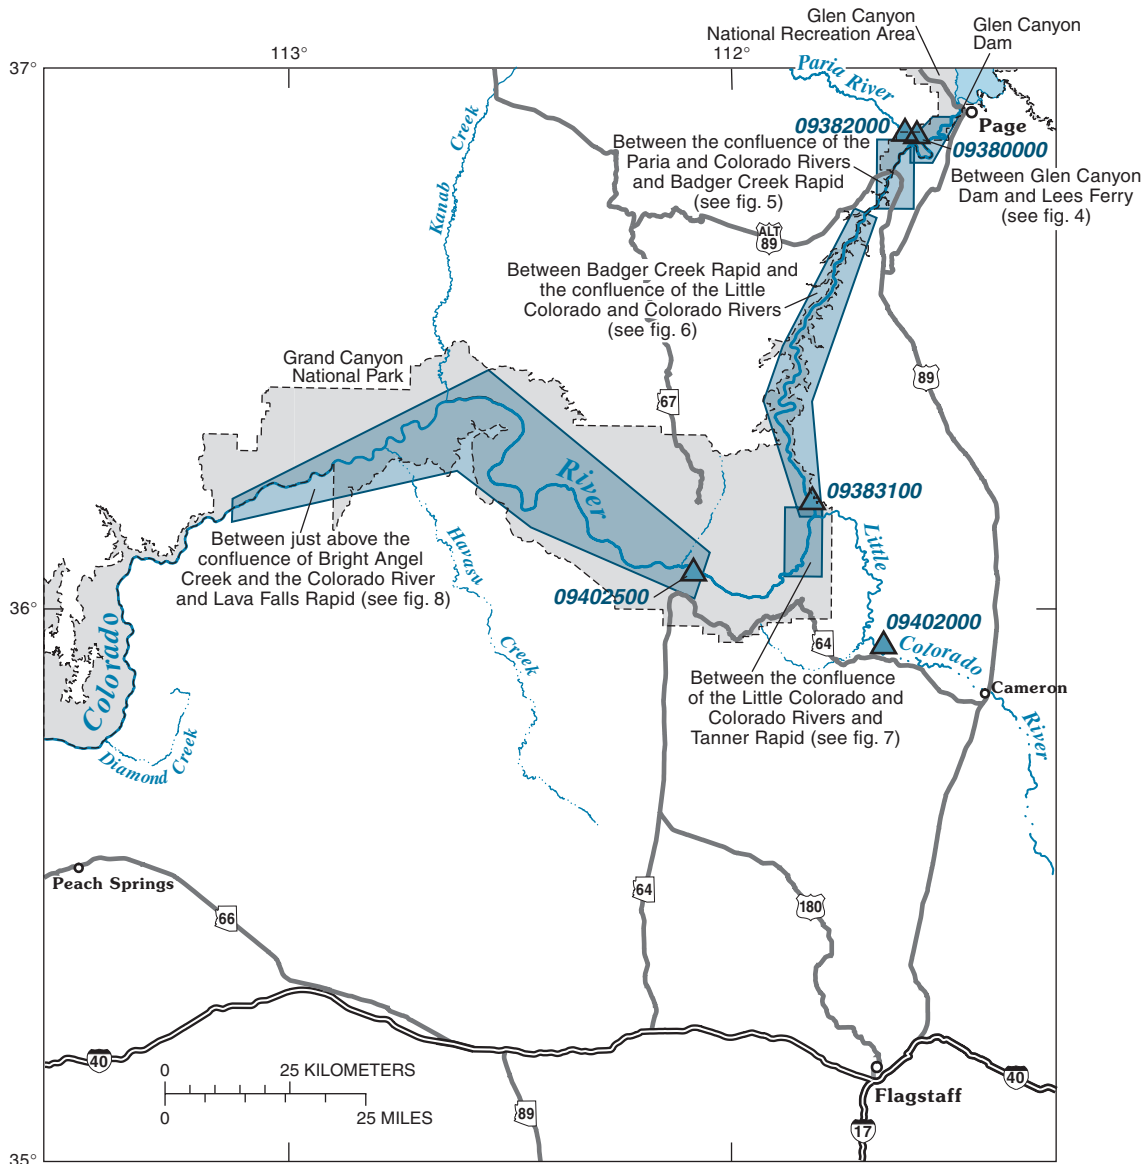 Glen Canyon
National Recreation Area
Glen Canyon
Dam
113°
112°
37°
Paria River
Page
09382000
09380000
Between the confluence of the
Paria and Colorado Rivers
and Badger Creek Rapid
(see fig. 5)
Between Glen Canyon
Dam and Lees Ferry
(see fig. 4)
Kanab
Creek
ALT
89
Between Badger Creek Rapid and
the confluence of the Little
Colorado and Colorado Rivers
(see fig. 6)
Grand Canyon
National Park
89
67
River
09383100
Little
Colorado
River
Havasu
Creek
Between just above the
confluence of Bright Angel
Creek and the Colorado River
and Lava Falls Rapid (see fig. 8)
09402500
36°
09402000
64
Cameron
Between the confluence
of the Little Colorado and
Colorado Rivers and
Tanner Rapid (see fig. 7)
Colorado
Diamond Creek
Peach Springs
66
64
180
40
0 25 KILOMETERS
0 25 MILES
89
Flagstaff
40
17
35°